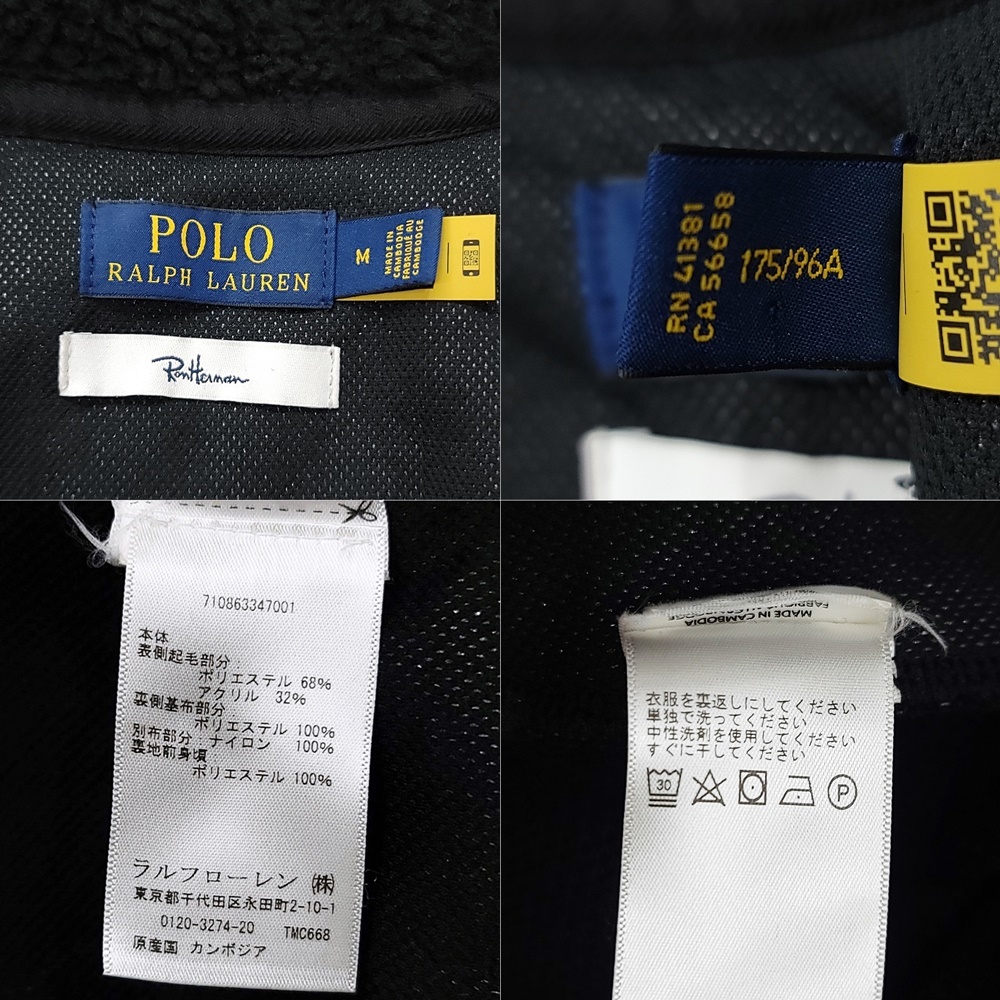 POLO
RALPH LAUREN
M
MADE IN
CAMBODIA
FABRIQUÉ AU
CAMBODGE
RonHerman
RN 41381
CA 56658
175/96A
710863347001
本体
表側起毛部分:
ポリエステル 68%
アクリル 32%
裏側基布部分
ポリエステル 100%
別布部分 ナイロン 100%
裏地前身頃
ポリエステル 100%
ラルフローレン ㈱
東京都千代田区永田町2-10-1
0120-3274-20 TMC668
原産国 カンボジア
MADE IN CAMBODIA
FABRIQUÉ AU CAMBODGE
衣服を裏返しにしてください
単独で洗ってください
中性洗剤を使用してください
すぐに干してください
30
P